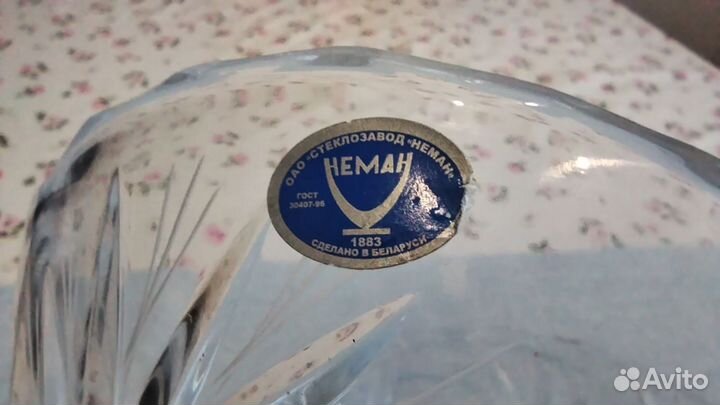 ОАО «СТЕКЛОЗАВОД «НЕМАН»
НЕМАН
ГОСТ
30407-96
1883
СДЕЛАНО В БЕЛАРУСИ
Avito